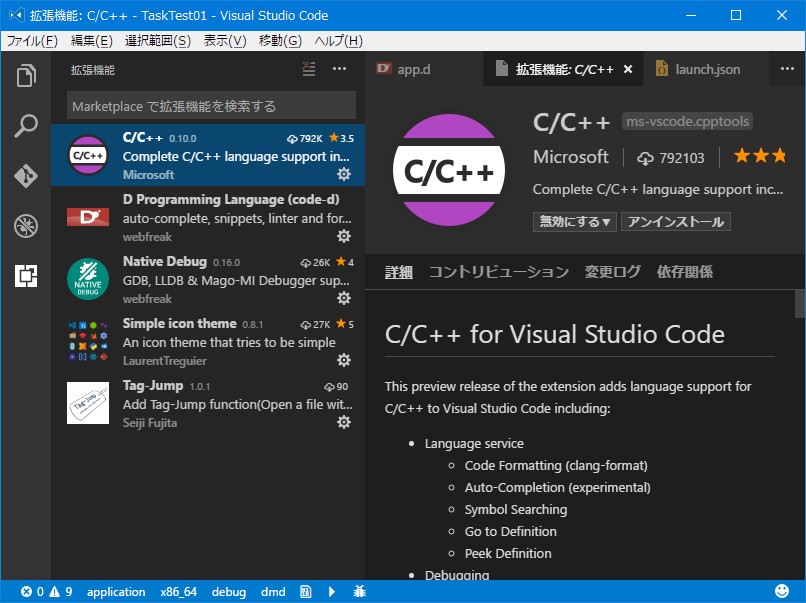 拡張機能: C/C++ - TaskTest01 - Visual Studio Code
ファイル(F) 編集(E) 選択範囲(S) 表示(V) 移動(G) ヘルプ(H)
拡張機能
Marketplace で拡張機能を検索する
C/C++ 0.10.0 792K 3.5
Complete C/C++ language support in...
Microsoft
D Programming Language (code-d)
auto-complete, snippets, linter and for...
webfreak
Native Debug 0.16.0 26K 4
GDB, LLDB & Mago-MI Debugger sup...
webfreak
NATIVE
DEBUG
Simple icon theme 0.8.1 27K 5
An icon theme that tries to be simple
LaurentTreguier
Tag-Jump 1.0.1 90
Add Tag-Jump function(Open a file wit...
Seiji Fujita
Tag-Jump
C/C++
D
app.d 拡張機能: C/C++ launch.json
C/C++
C/C++ ms-vscode.cpptools
Microsoft 792103
Complete C/C++ language support inc...
無効にする▼ アンインストール
詳細 コントリビューション 変更ログ 依存関係
C/C++ for Visual Studio Code
This preview release of the extension adds language support for
C/C++ to Visual Studio Code including:
• Language service
Code Formatting (clang-format)
Auto-Completion (experimental)
Symbol Searching
Go to Definition
Peek Definition
• Debugging
0 9 application x86_64 debug dmd